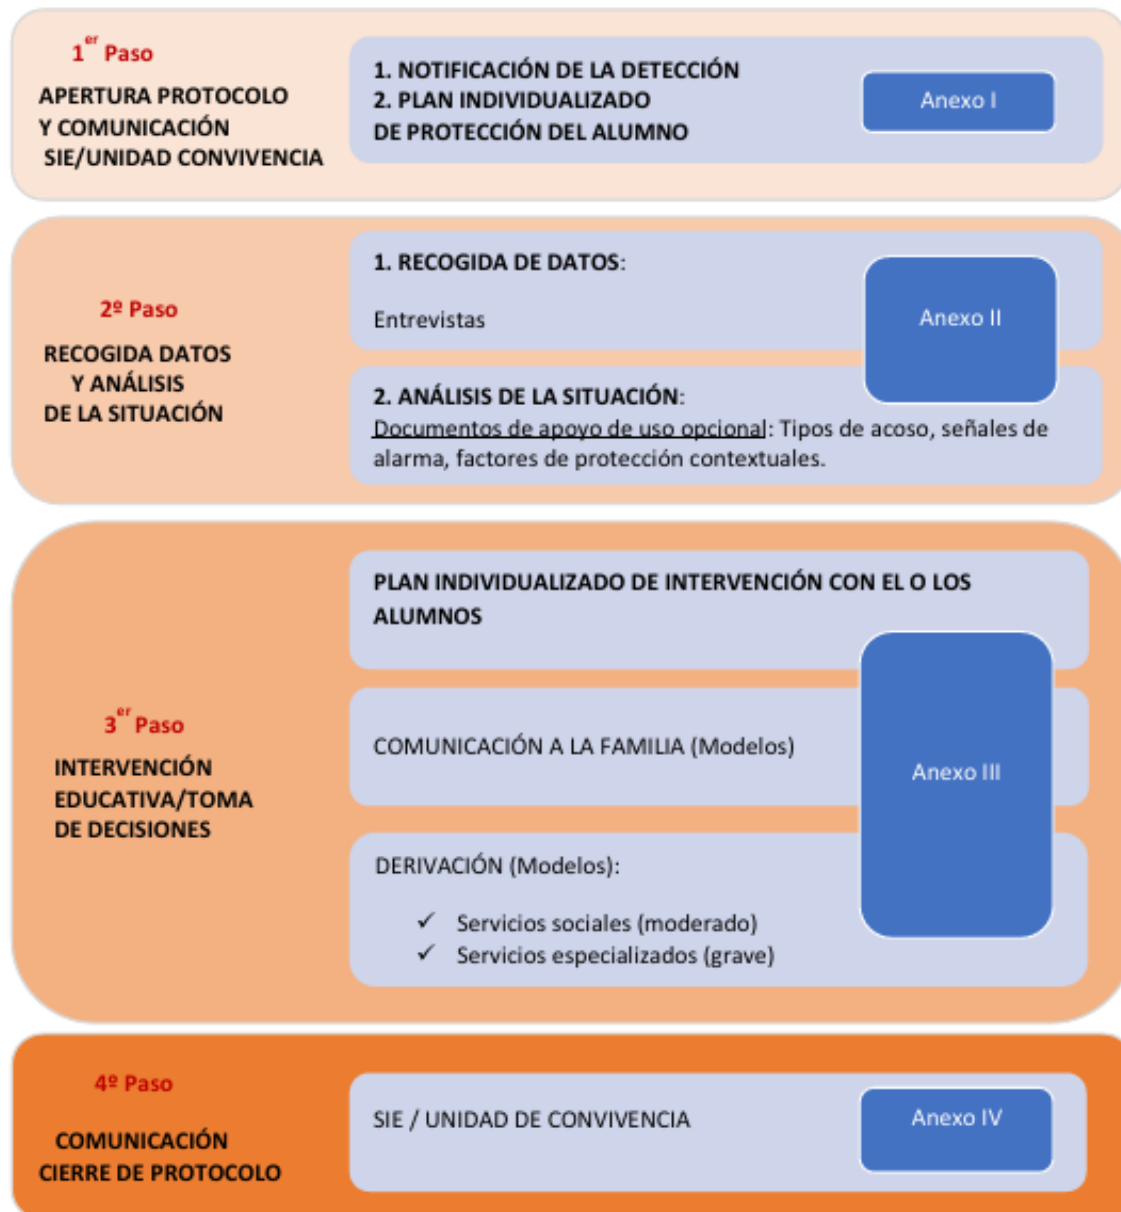 1er Paso
APERTURA PROTOCOLO
Y COMUNICACIÓN
SIE/UNIDAD CONVIVENCIA
1. NOTIFICACIÓN DE LA DETECCIÓN
2. PLAN INDIVIDUALIZADO
DE PROTECCIÓN DEL ALUMNO
Anexo I
2º Paso
RECOGIDA DATOS
Y ANÁLISIS
DE LA SITUACIÓN
1. RECOGIDA DE DATOS:
Entrevistas
Anexo II
2. ANÁLISIS DE LA SITUACIÓN:
Documentos de apoyo de uso opcional: Tipos de acoso, señales de
alarma, factores de protección contextuales.
3er Paso
INTERVENCIÓN
EDUCATIVA/TOMA
DE DECISIONES
PLAN INDIVIDUALIZADO DE INTERVENCIÓN CON EL O LOS
ALUMNOS
COMUNICACIÓN A LA FAMILIA (Modelos)
Anexo III
DERIVACIÓN (Modelos):
✓ Servicios sociales (moderado)
✓ Servicios especializados (grave)
4º Paso
COMUNICACIÓN
CIERRE DE PROTOCOLO
SIE / UNIDAD DE CONVIVENCIA
Anexo IV